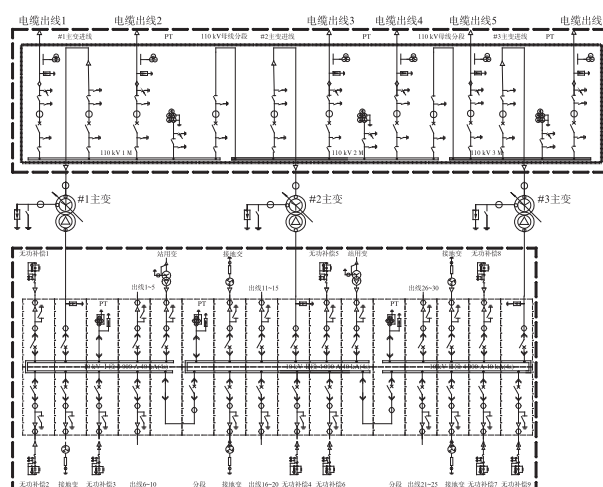 电缆出线1 电缆出线2 电缆出线3 电缆出线4 电缆出线5 电缆出线
#1主变进线 PT 110 kV母线分段 #2主变进线 PT 110 kV母线分段 #3主变进线 PT
110 kV 1 M 110 kV 2 M 110 kV 3 M
#1主变 #2主变 #3主变
无功补偿1 站用变 接地变 无功补偿5 站用变 接地变 无功补偿8
出线1~5 出线11~15 出线26~30
PT PT PT
无功补偿2 接地变 无功补偿3 出线6~10 分段 出线16~20 无功补偿4 无功补偿6 分段 出线21~25 接地变 无功补偿7 无功补偿9